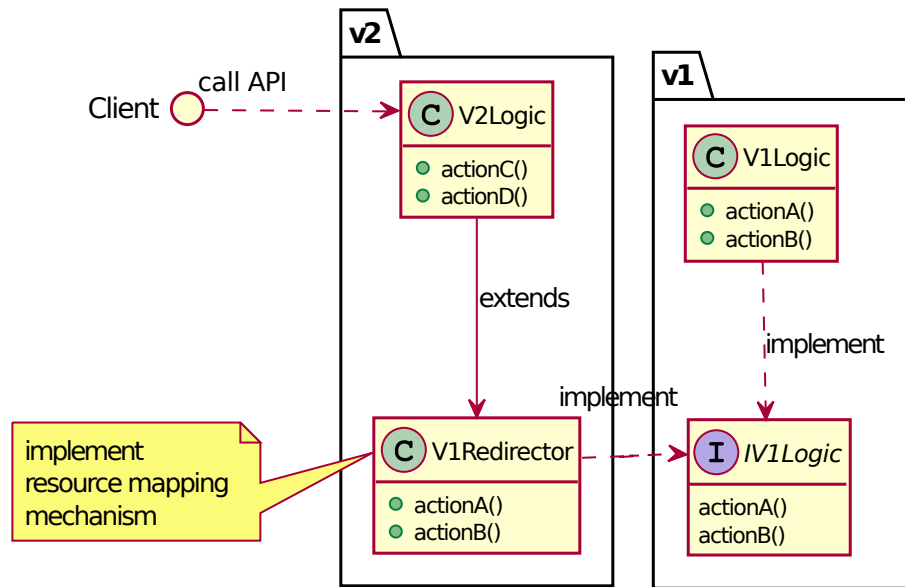 v2
v1
call API
Client
C V2Logic
actionC()
actionD()
C V1Logic
actionA()
actionB()
extends
implement
implement
implement
resource mapping
mechanism
C V1Redirector
actionA()
actionB()
I IV1Logic
actionA()
actionB()